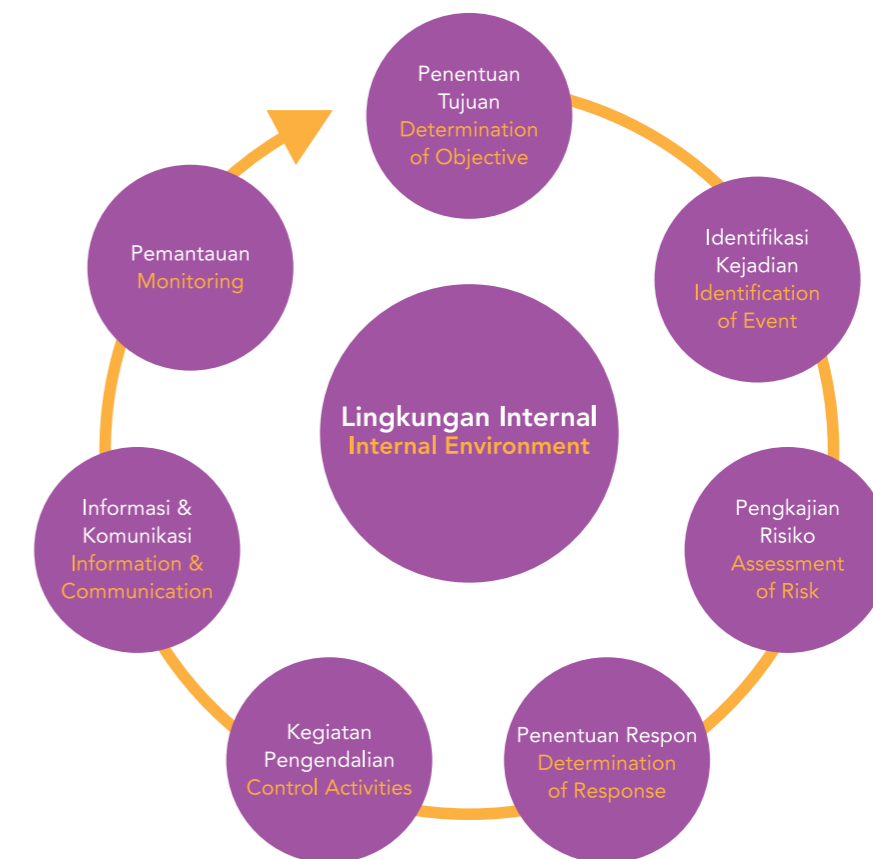 Penentuan
Tujuan
Determination
of Objective
Identifikasi
Kejadian
Identification
of Event
Pengkajian
Risiko
Assessment
of Risk
Penentuan Respon
Determination
of Response
Kegiatan
Pengendalian
Control Activities
Informasi &
Komunikasi
Information &
Communication
Pemantauan
Monitoring
Lingkungan Internal
Internal Environment